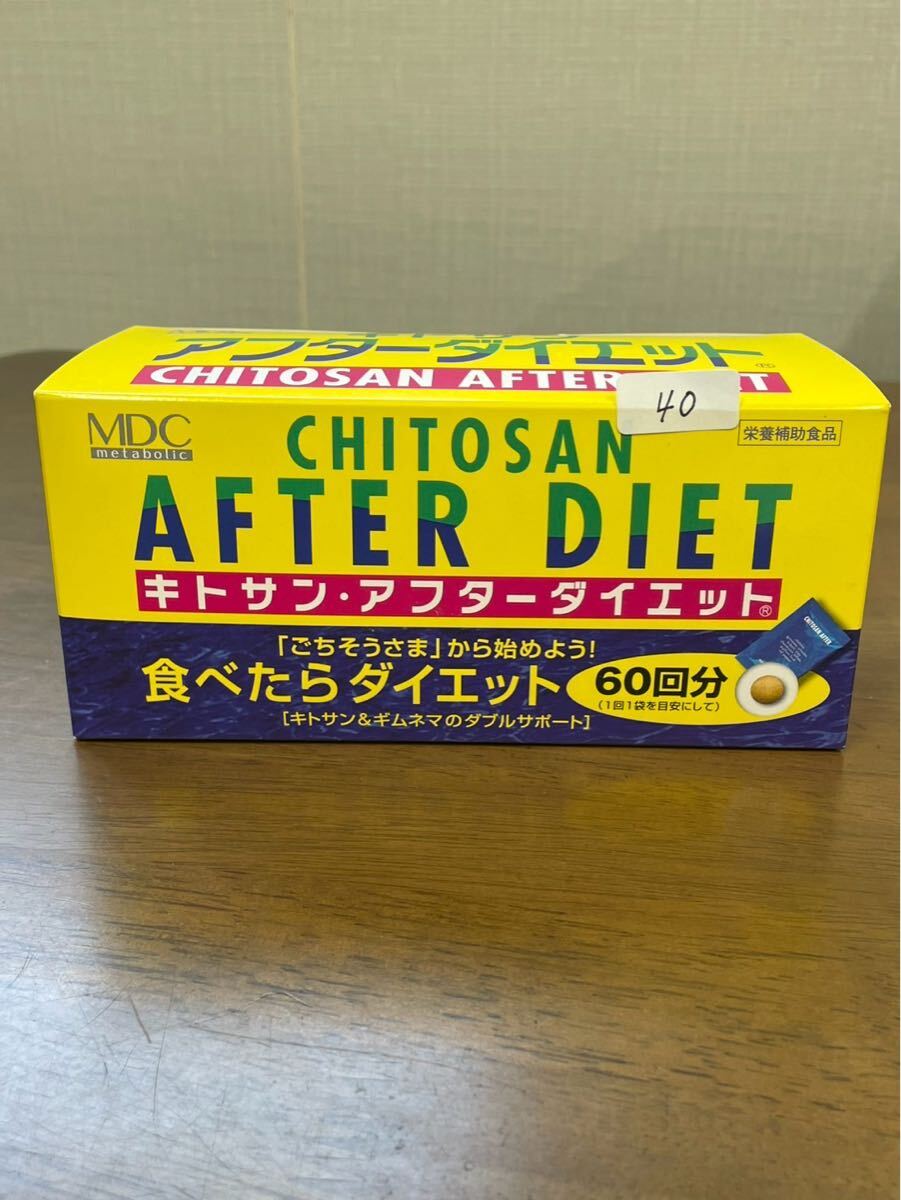 アフターダイエット
CHITOSAN AFTER DIET
40
MDC
metabolic
栄養補助食品
CHITOSAN
AFTER DIET
キトサン・アフターダイエット®
「ごちそうさま」から始めよう!
食べたらダイエット
[キトサン&ギムネマのダブルサポート]
60回分
(1回1袋を目安にして)
CHITOSAN AFTER